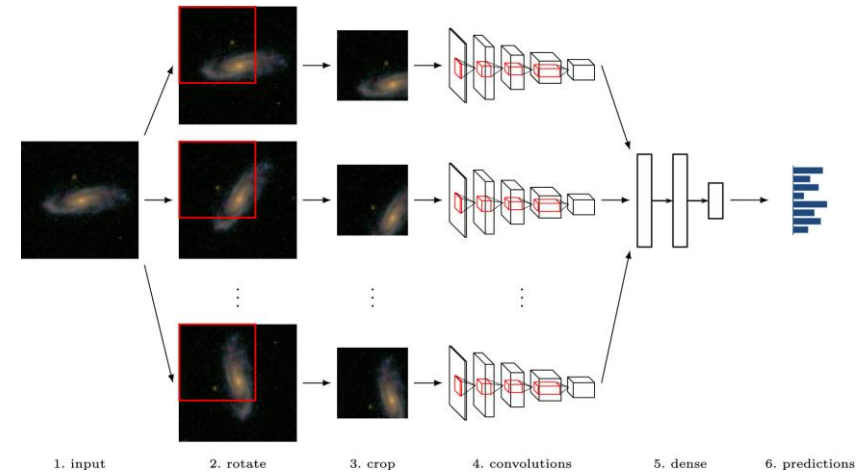 1. input
2. rotate
3. crop
4. convolutions
5. dense
6. predictions